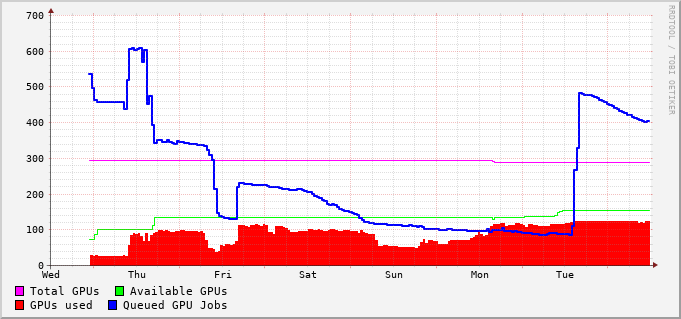 700
600
500
400
300
200
100
0
Wed Thu Fri Sat Sun Mon Tue
Total GPUs Available GPUs
GPUs used Queued GPU Jobs
RRDTOOL / TOBI OETIKER